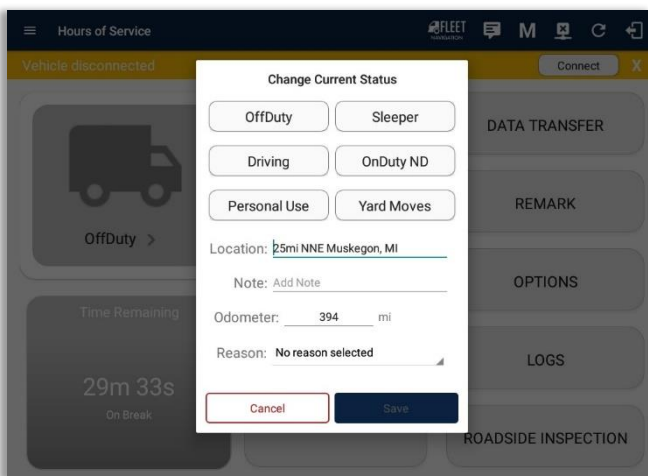 Hours of Service
FLEET
NAVIGATION
M
Vehicle disconnected
Connect
X
Change Current Status
OffDuty
Sleeper
Driving
OnDuty ND
Personal Use
Yard Moves
Location: 25mi NNE Muskegon, MI
Note: Add Note
Odometer: 394 mi
Reason: No reason selected
Cancel
Save
OffDuty >
Time Remaining
29m 33s
On Break
DATA TRANSFER
REMARK
OPTIONS
LOGS
ROADSIDE INSPECTION